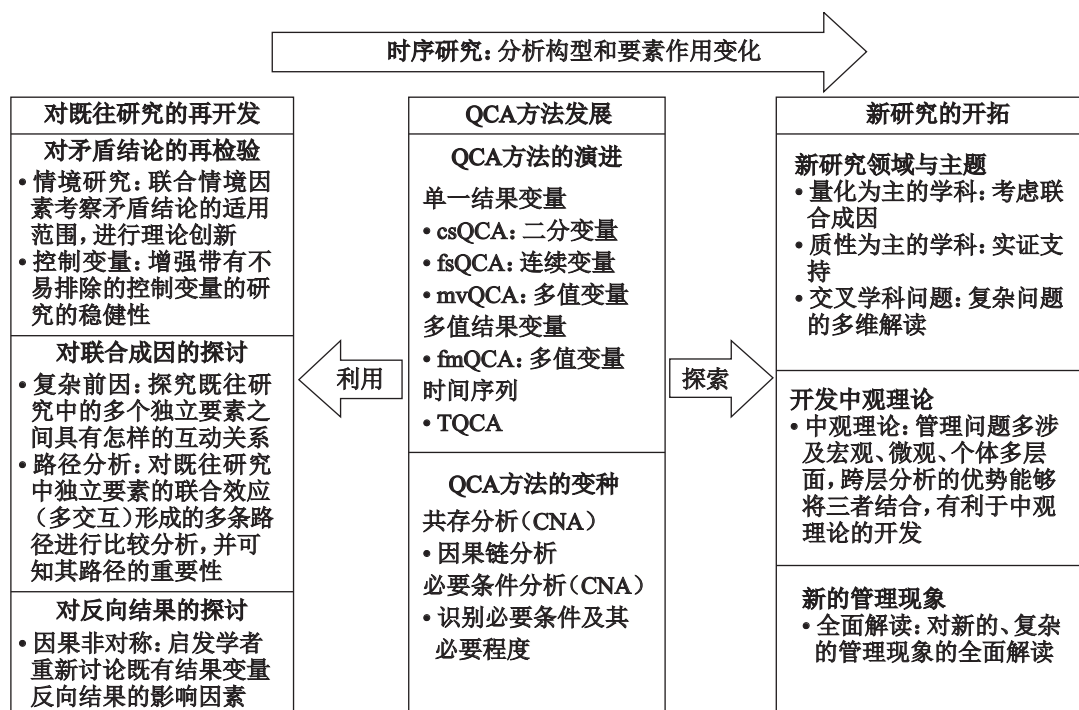 时序研究：分析构型和要素作用变化
对既往研究的再开发
对矛盾结论的再检验
• 情境研究：联合情境因
素考察矛盾结论的适用
范围，进行理论创新
• 控制变量：增强带有不
易排除的控制变量的研
究的稳健性
对联合成因的探讨
• 复杂前因：探究既往研
究中的多个独立要素之
间具有怎样的互动关系
• 路径分析：对既往研究
中独立要素的联合效应
（多交互）形成的多条路
径进行比较分析，并可
知其路径的重要性
对反向结果的探讨
• 因果非对称：启发学者
重新讨论既有结果变量
反向结果的影响因素
利用
QCA方法发展
QCA方法的演进
单一结果变量
• csQCA：二分变量
• fsQCA：连续变量
• mvQCA：多值变量
多值结果变量
• fmQCA：多值变量
时间序列
• TQCA
QCA方法的变种
共存分析（CNA）
• 因果链分析
必要条件分析（CNA）
• 识别必要条件及其
必要程度
探索
新研究的开拓
新研究领域与主题
• 量化为主的学科：考虑联
合成因
• 质性为主的学科：实证支
持
• 交叉学科问题：复杂问题
的多维解读
开发中观理论
• 中观理论：管理问题多涉
及宏观、微观、个体多层
面，跨层分析的优势能够
将三者结合，有利于中观
理论的开发
新的管理现象
• 全面解读：对新的、复杂
的管理现象的全面解读